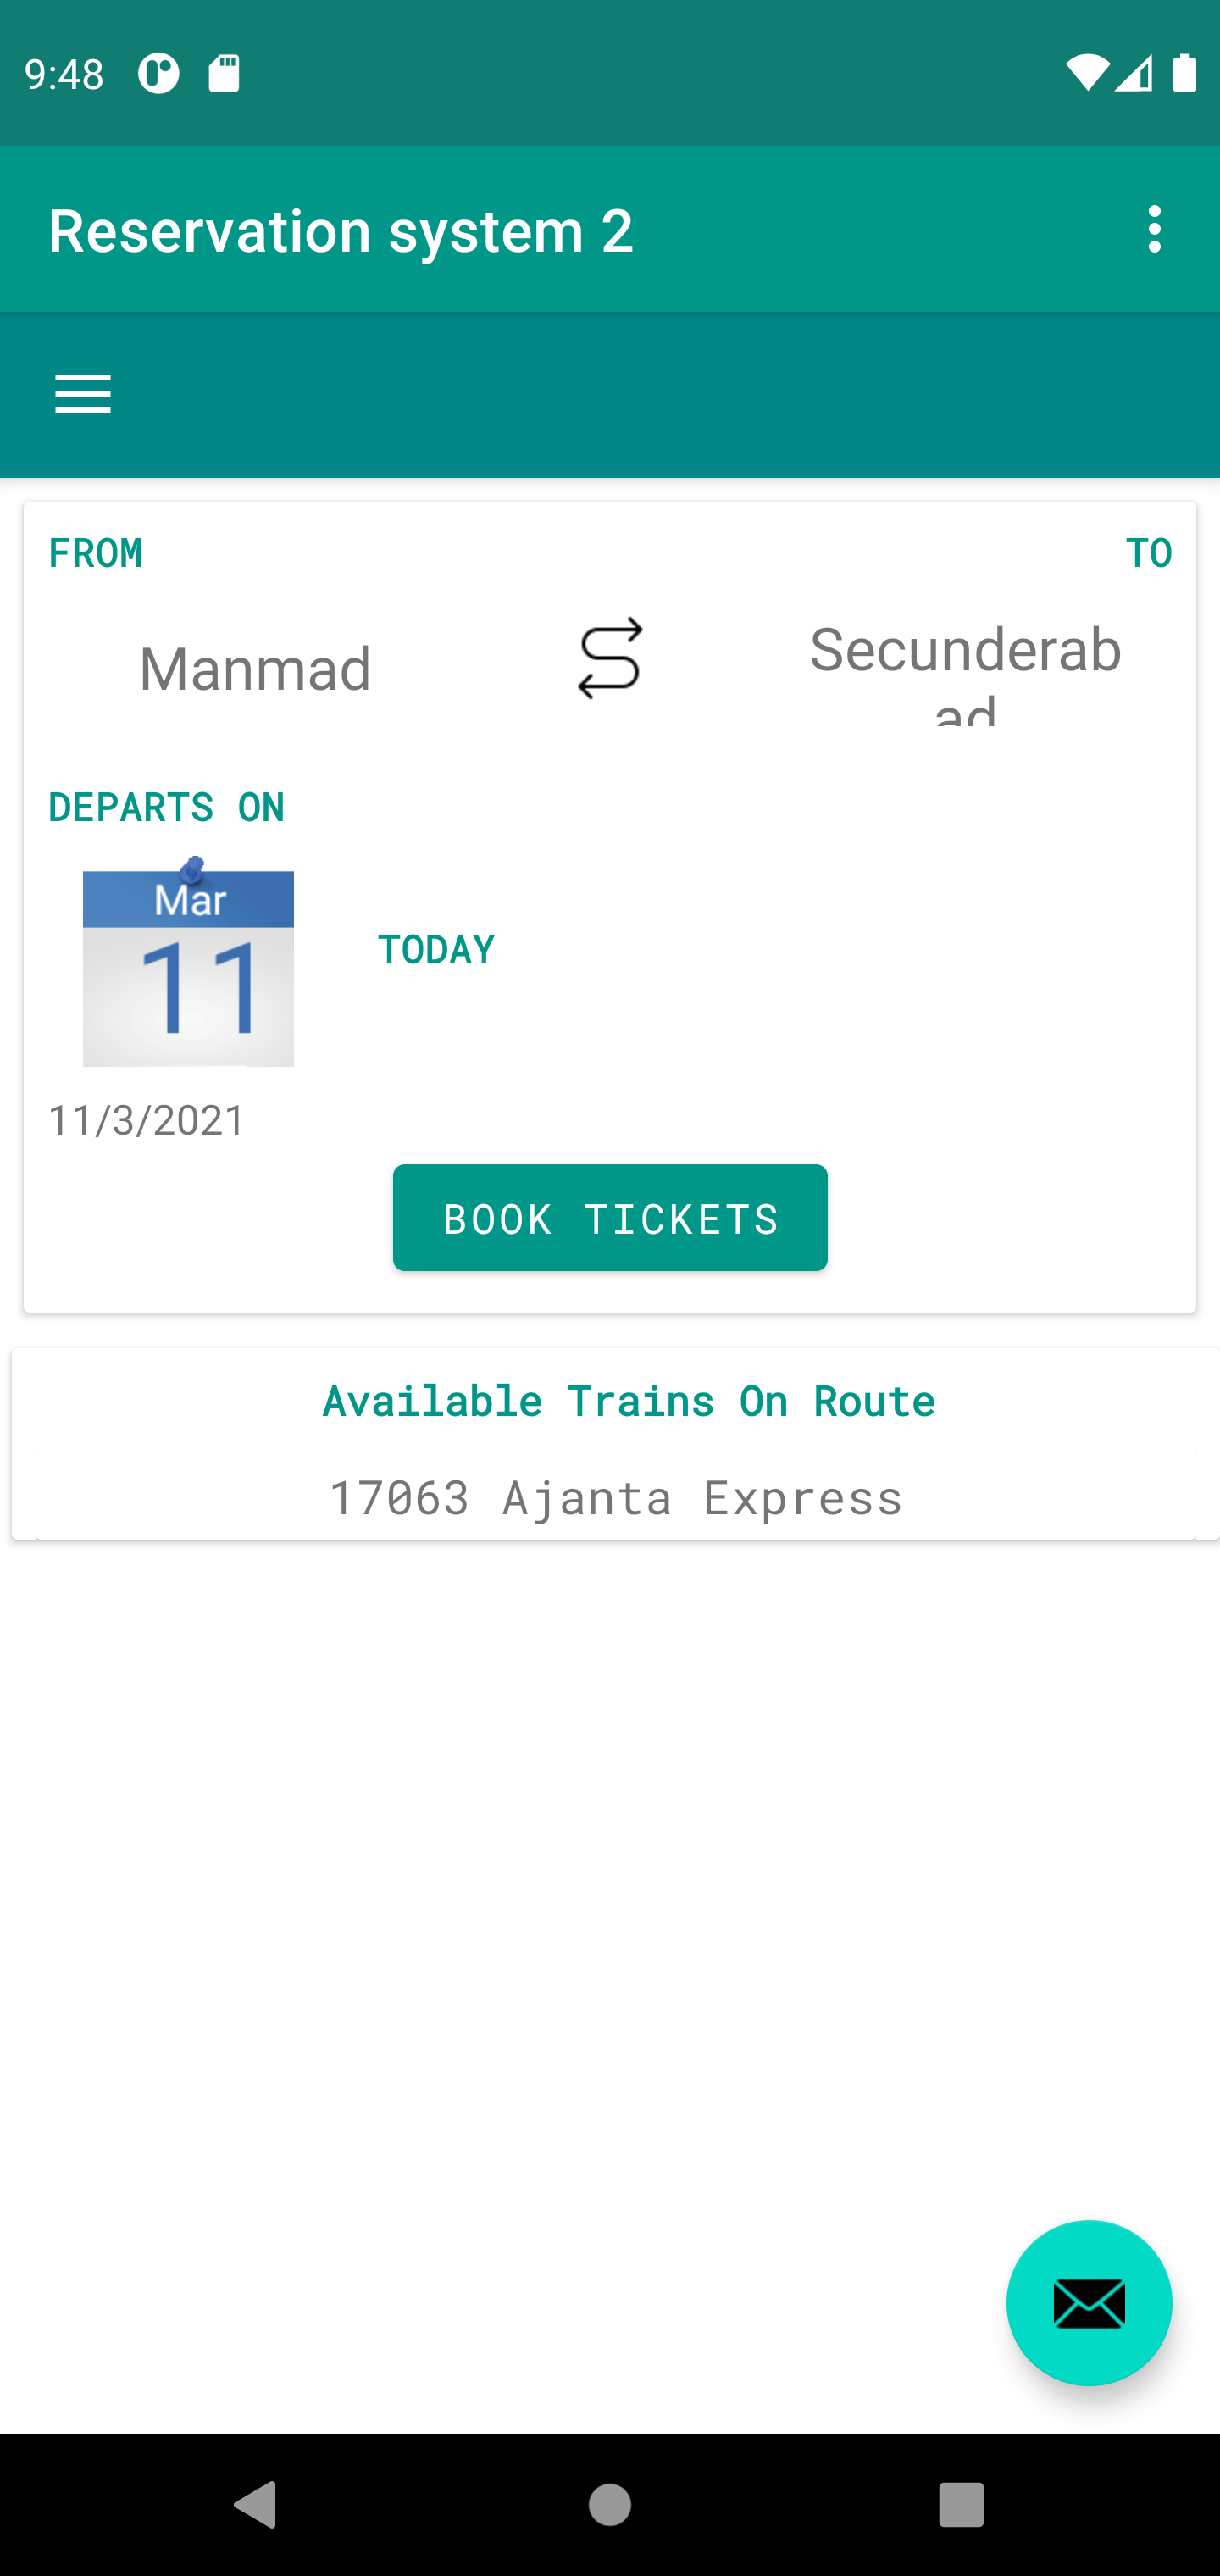 9:48
Reservation system 2
FROM
TO
Manmad
Secunderab
ad
DEPARTS ON
Mar
11
TODAY
11/3/2021
BOOK TICKETS
Available Trains On Route
17063 Ajanta Express